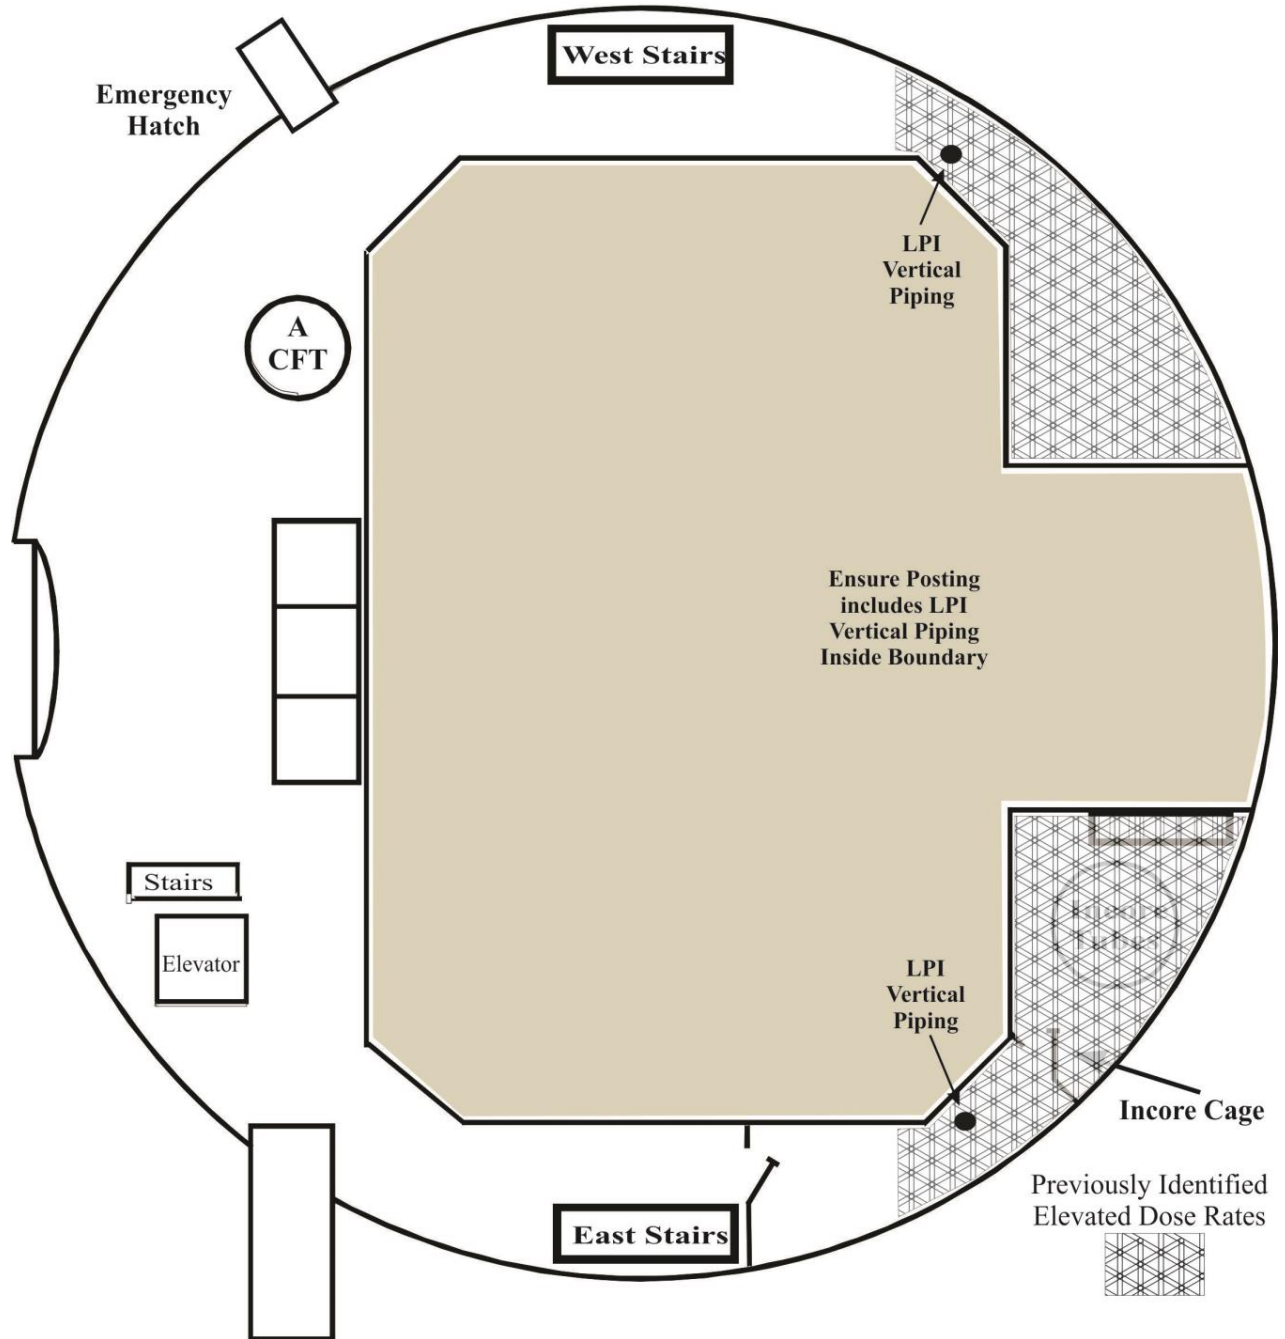 West Stairs
Emergency
Hatch
LPI
Vertical
Piping
A
CFT
Ensure Posting
includes LPI
Vertical Piping
Inside Boundary
Stairs
Elevator
LPI
Vertical
Piping
Incore Cage
Previously Identified
Elevated Dose Rates
East Stairs